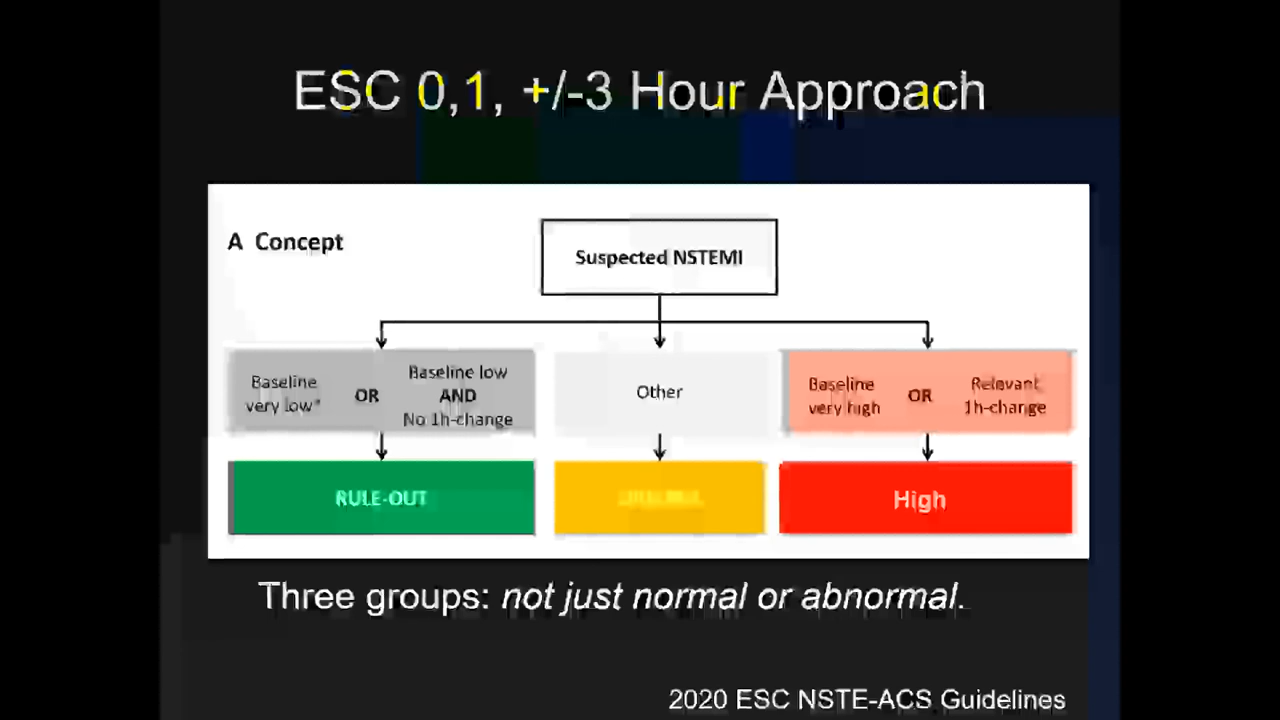 ESC 0,1, +/-3 Hour Approach
A Concept
Suspected NSTEMI
Baseline
very low*
OR
Baseline low
AND
No 1h-change
Other
Baseline
very high
OR
Relevant
1h-change
RULE-OUT
High
Three groups: not just normal or abnormal.
2020 ESC NSTE-ACS Guidelines